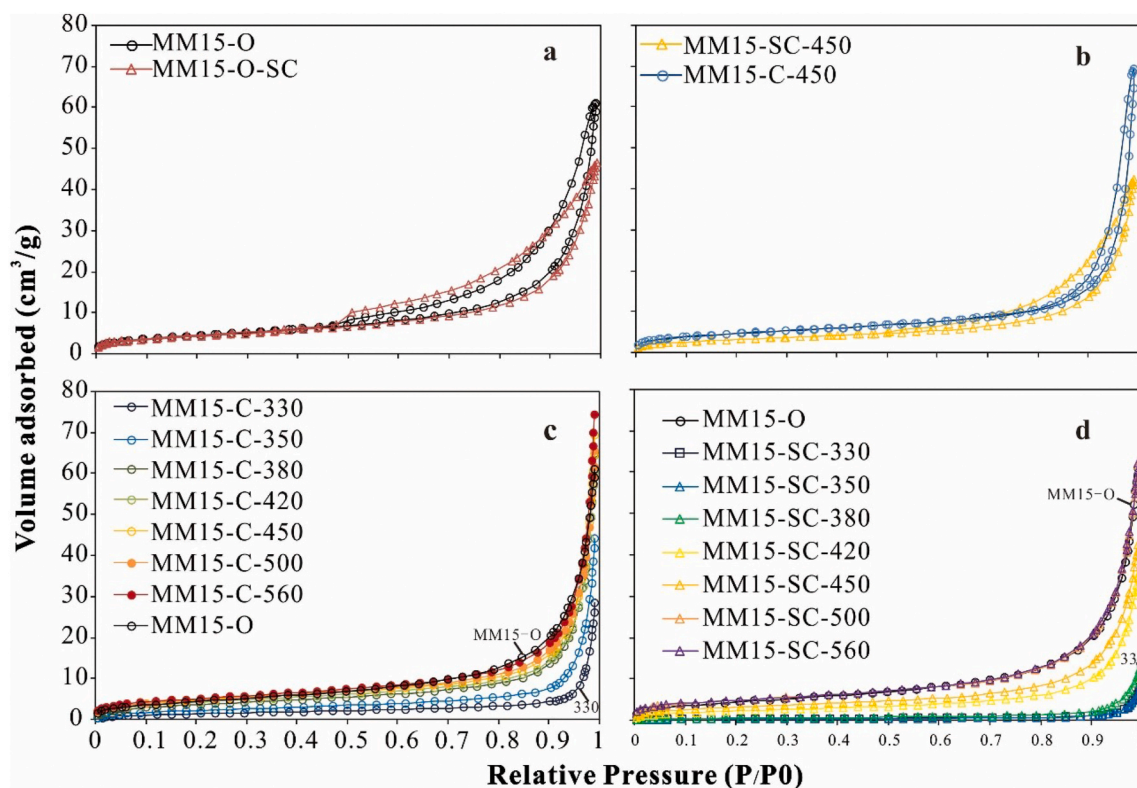 80
70
60
50
40
30
20
10
0
MM15-O
MM15-O-SC
a
MM15-SC-450
MM15-C-450
b
Volume adsorbed (cm³/g)
80
70
60
50
40
30
20
10
0
MM15-C-330
MM15-C-350
MM15-C-380
MM15-C-420
MM15-C-450
MM15-C-500
MM15-C-560
MM15-O
c
MM15-O
330
0 0.1 0.2 0.3 0.4 0.5 0.6 0.7 0.8 0.9 1
MM15-O
MM15-SC-330
MM15-SC-350
MM15-SC-380
MM15-SC-420
MM15-SC-450
MM15-SC-500
MM15-SC-560
d
MM15-O
0 0.1 0.2 0.3 0.4 0.5 0.6 0.7 0.8 0.9
Relative Pressure (P/P0)